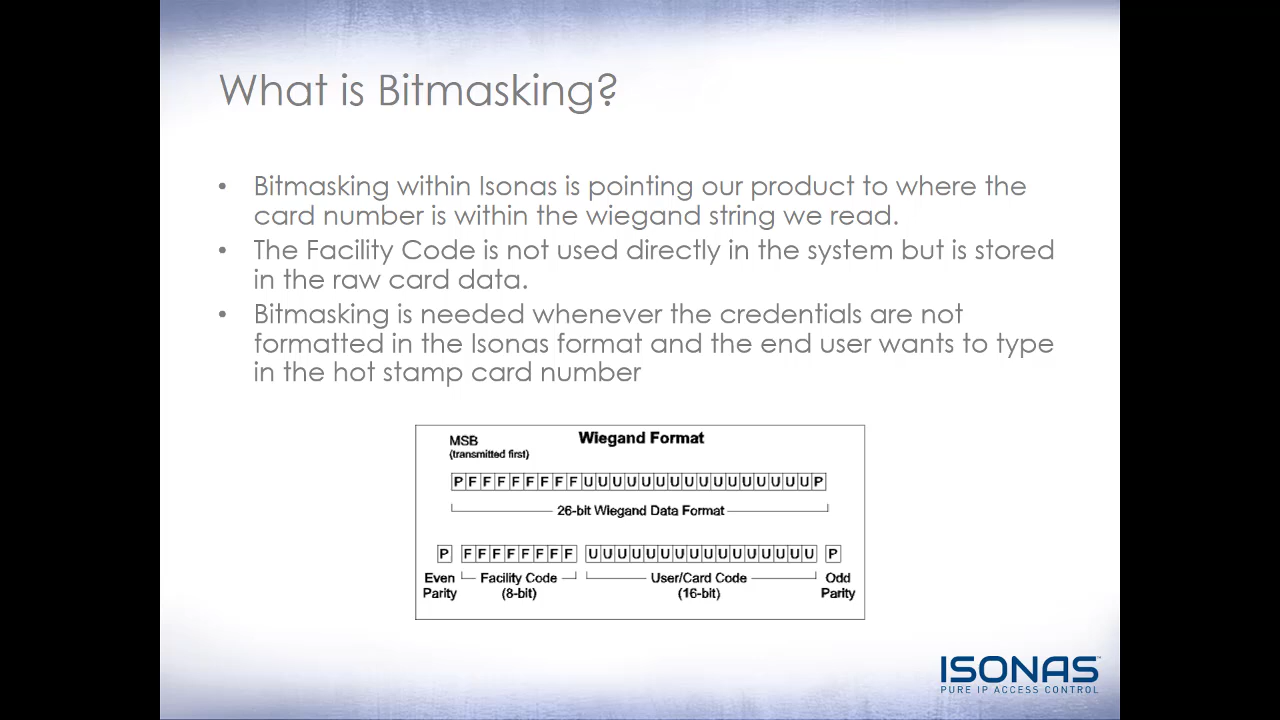 What is Bitmasking?
• Bitmasking within Isonas is pointing our product to where the
card number is within the wiegand string we read.
• The Facility Code is not used directly in the system but is stored
in the raw card data.
• Bitmasking is needed whenever the credentials are not
formatted in the Isonas format and the end user wants to type
in the hot stamp card number
Wiegand Format
MSB
(transmitted first)
P F F F F F F F F U U U U U U U U U U U U U U U U P
26-bit Wiegand Data Format
P F F F F F F F F U U U U U U U U U U U U U U U U P
Even Parity Facility Code (8-bit) User/Card Code (16-bit) Odd Parity
ISONAS™
PURE IP ACCESS CONTROL